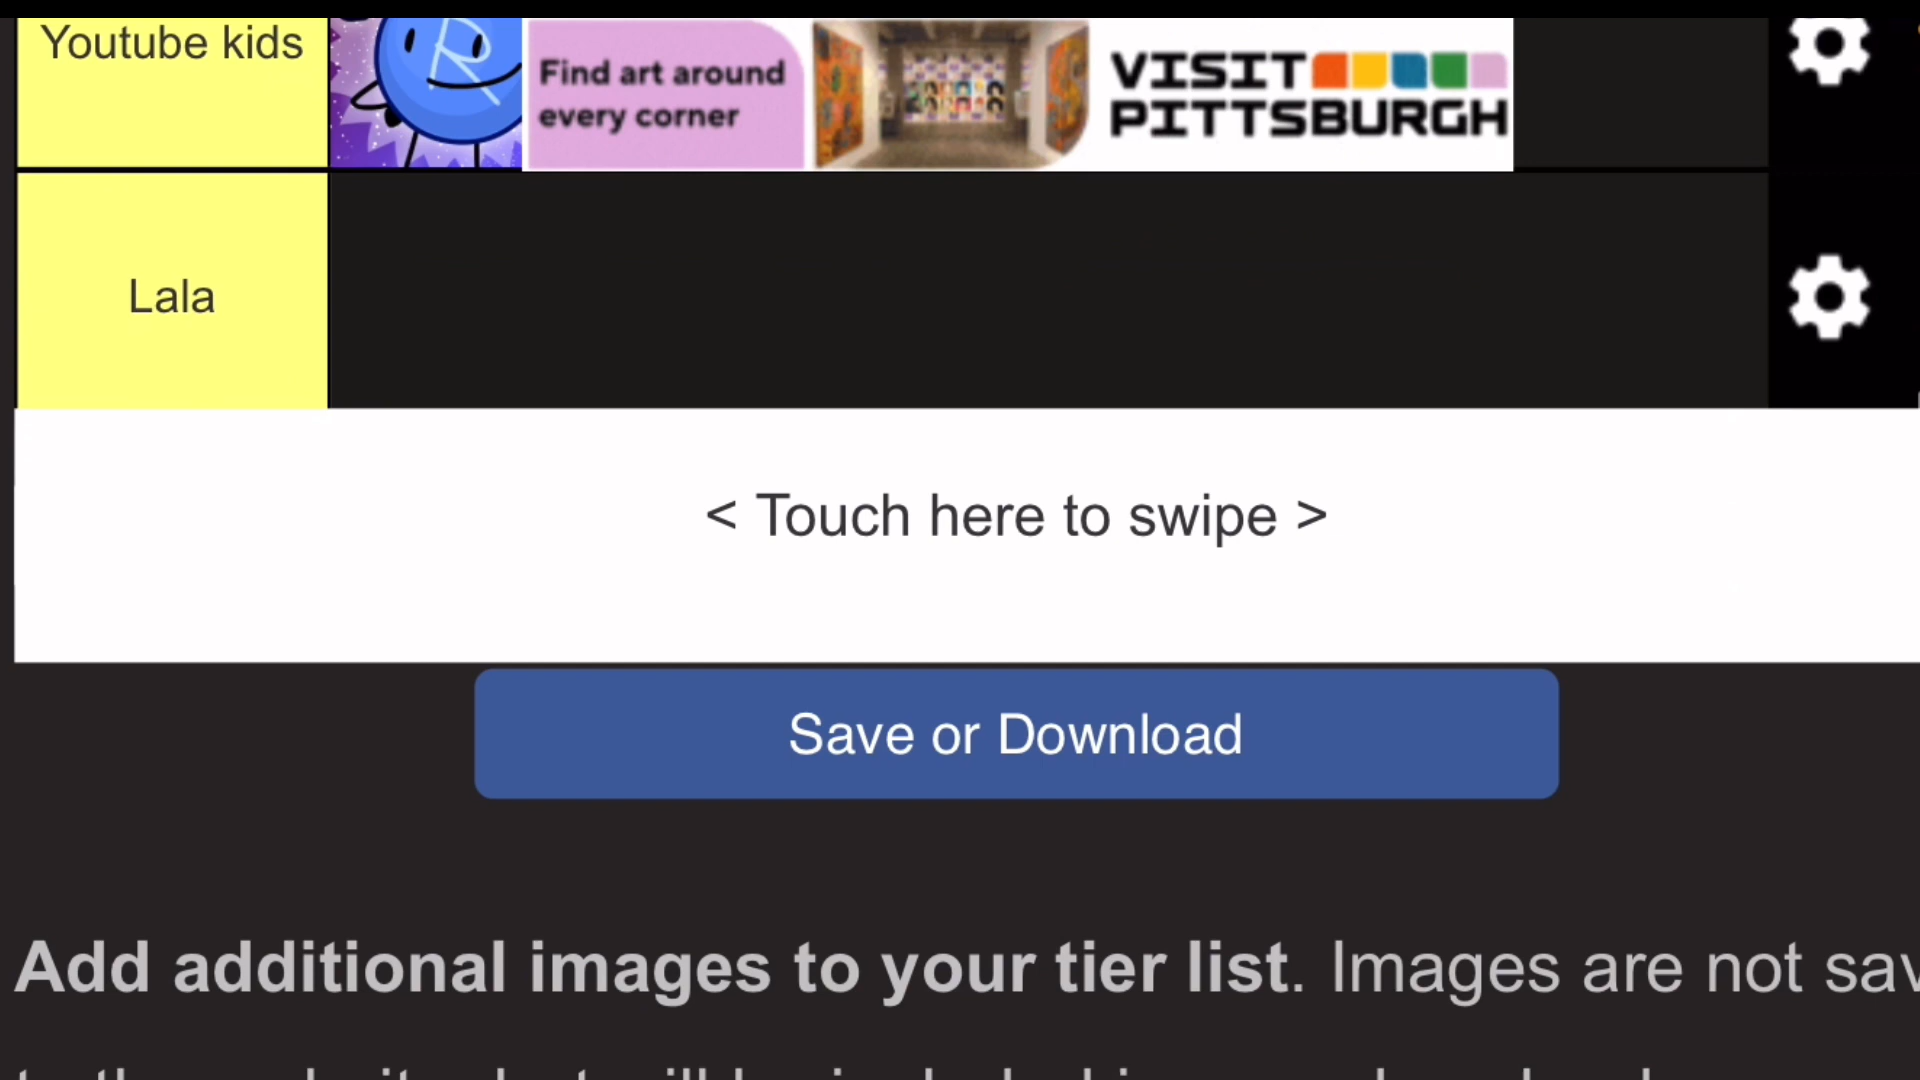 Youtube kids
R
Find art around
every corner
VISIT
PITTSBURGH
Lala
< Touch here to swipe >
Save or Download
Add additional images to your tier list. Images are not sav